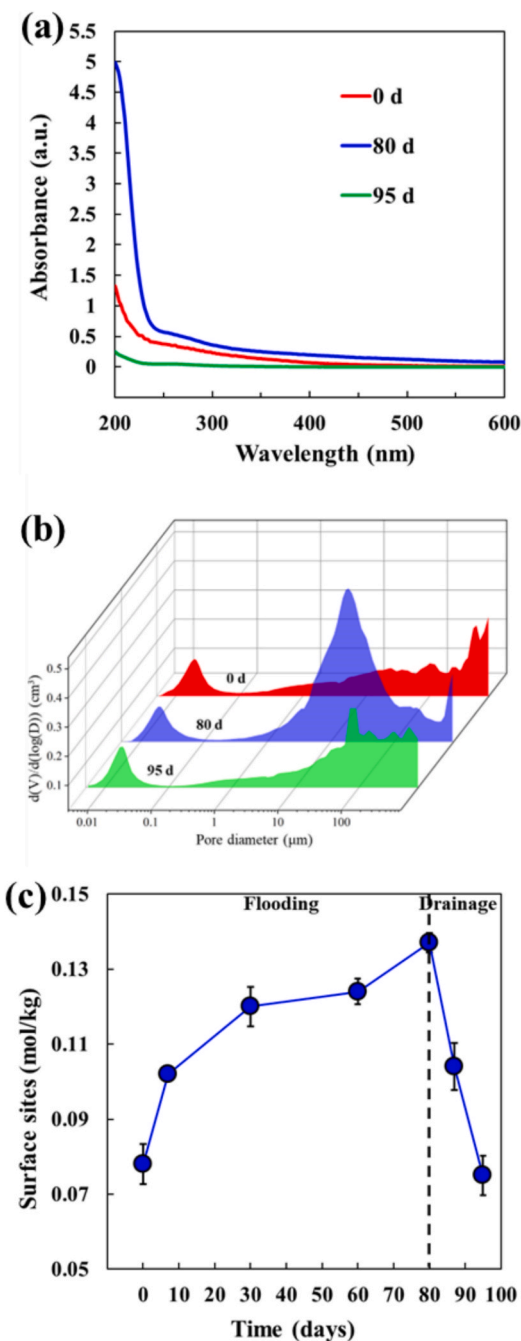 (a)
5.5
5
4.5
4
3.5
3
2.5
2
1.5
1
0.5
0
Absorbance (a.u.)
0 d
80 d
95 d
200 300 400 500 600
Wavelength (nm)
(b)
d(V)/d(log(D)) (cm³)
0.5
0.4
0.3
0.2
0.1
0 d
80 d
95 d
0.01 0.1 1 10 100
Pore diameter (μm)
(c)
Flooding Drainage
0.15
0.13
0.11
0.09
0.07
0.05
Surface sites (mol/kg)
0 10 20 30 40 50 60 70 80 90 100
Time (days)